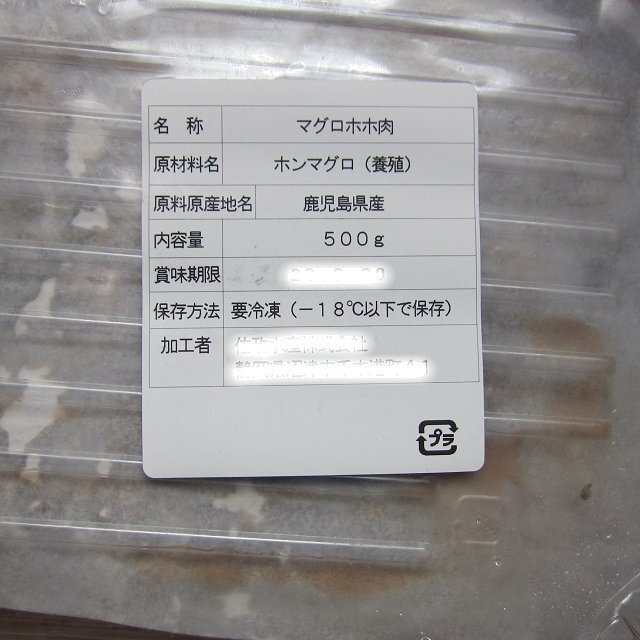 名称 マグロホホ肉
原材料名 ホンマグロ（養殖）
原料原産地名 鹿児島県産
内容量 500g
賞味期限
保存方法 要冷凍（－18℃以下で保存）
加工者
プラ